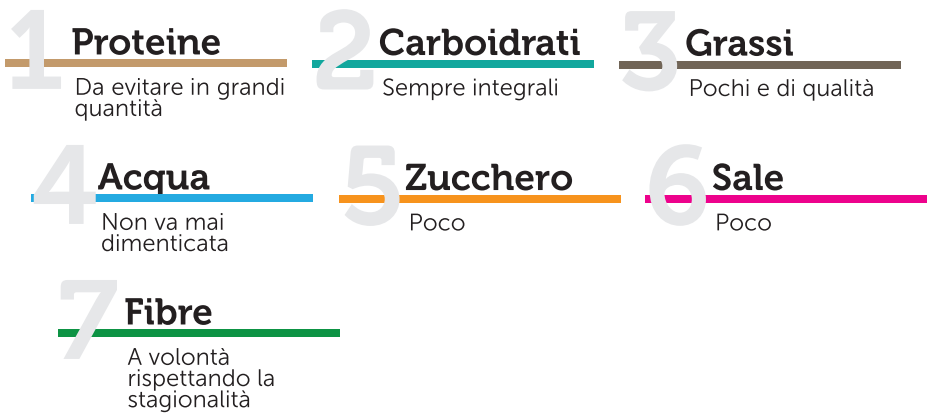 1 Proteine
Da evitare in grandi
quantità
2 Carboidrati
Sempre integrali
3 Grassi
Pochi e di qualità
4 Acqua
Non va mai
dimenticata
5 Zucchero
Poco
6 Sale
Poco
7 Fibre
A volontà
rispettando la
stagionalità